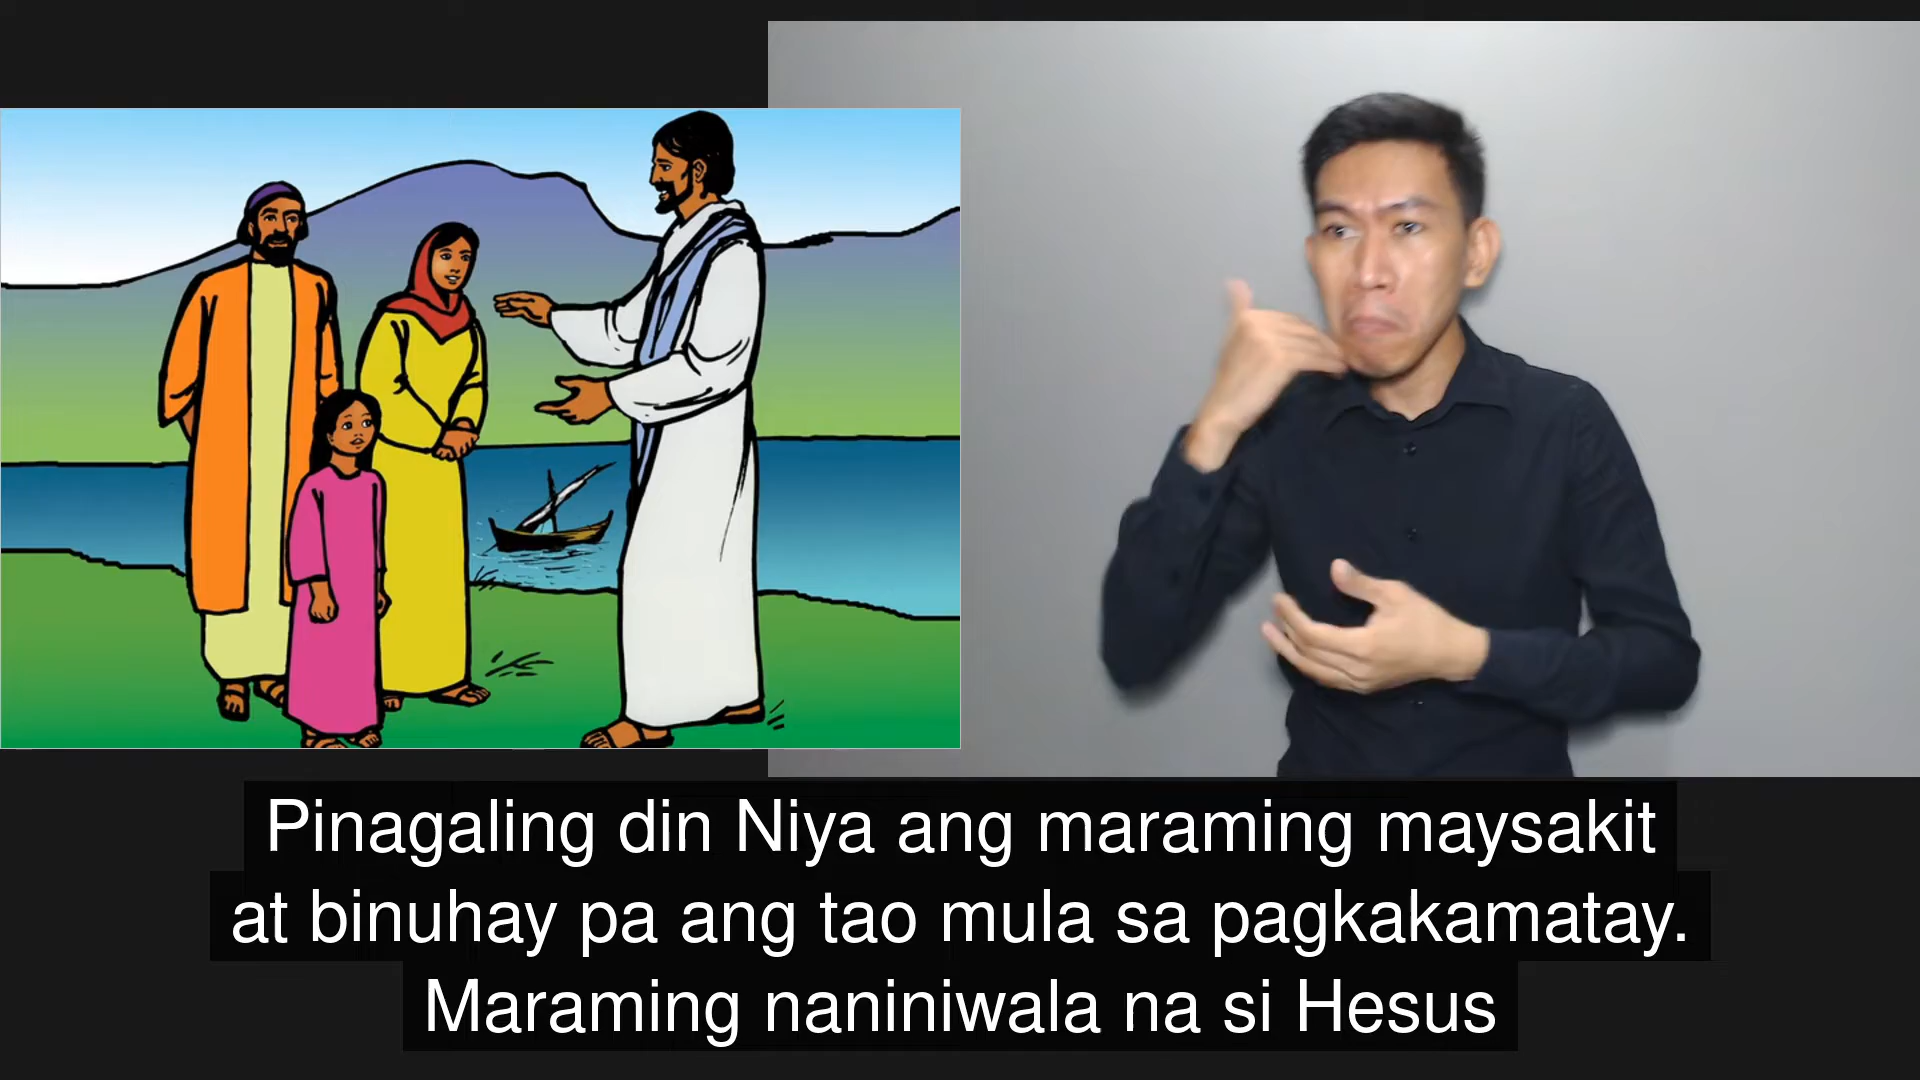 Pinagaling din Niya ang maraming maysakit
at binuhay pa ang tao mula sa pagkakamatay.
Maraming naniniwala na si Hesus